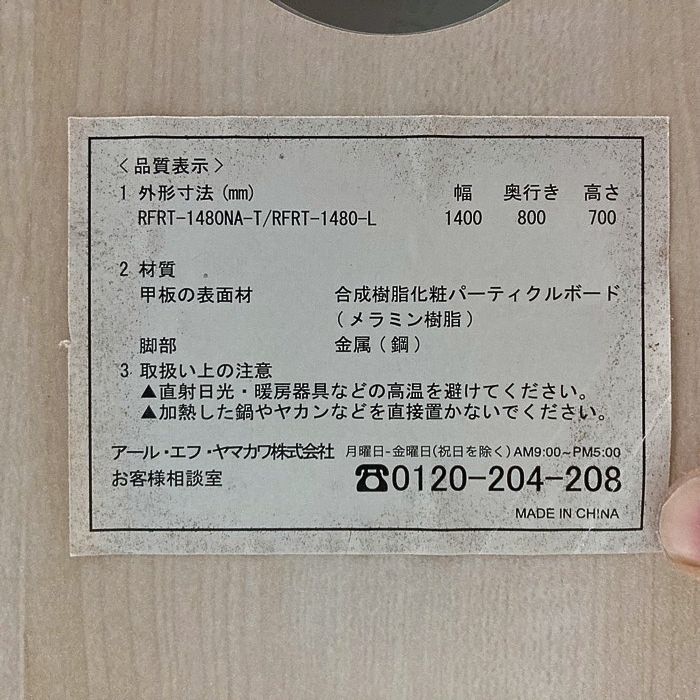 <品質表示>
1 外形寸法(mm) 幅 奥行き 高さ
RFRT-1480NA-T/RFRT-1480-L 1400 800 700
2 材質
甲板の表面材 合成樹脂化粧パーティクルボード
(メラミン樹脂)
脚部 金属(鋼)
3 取扱い上の注意
▲直射日光・暖房器具などの高温を避けてください。
▲加熱した鍋やヤカンなどを直接置かないでください。
アール・エフ・ヤマカワ株式会社 月曜日-金曜日(祝日を除く)AM9:00~PM5:00
お客様相談室 ☎0120-204-208
MADE IN CHINA